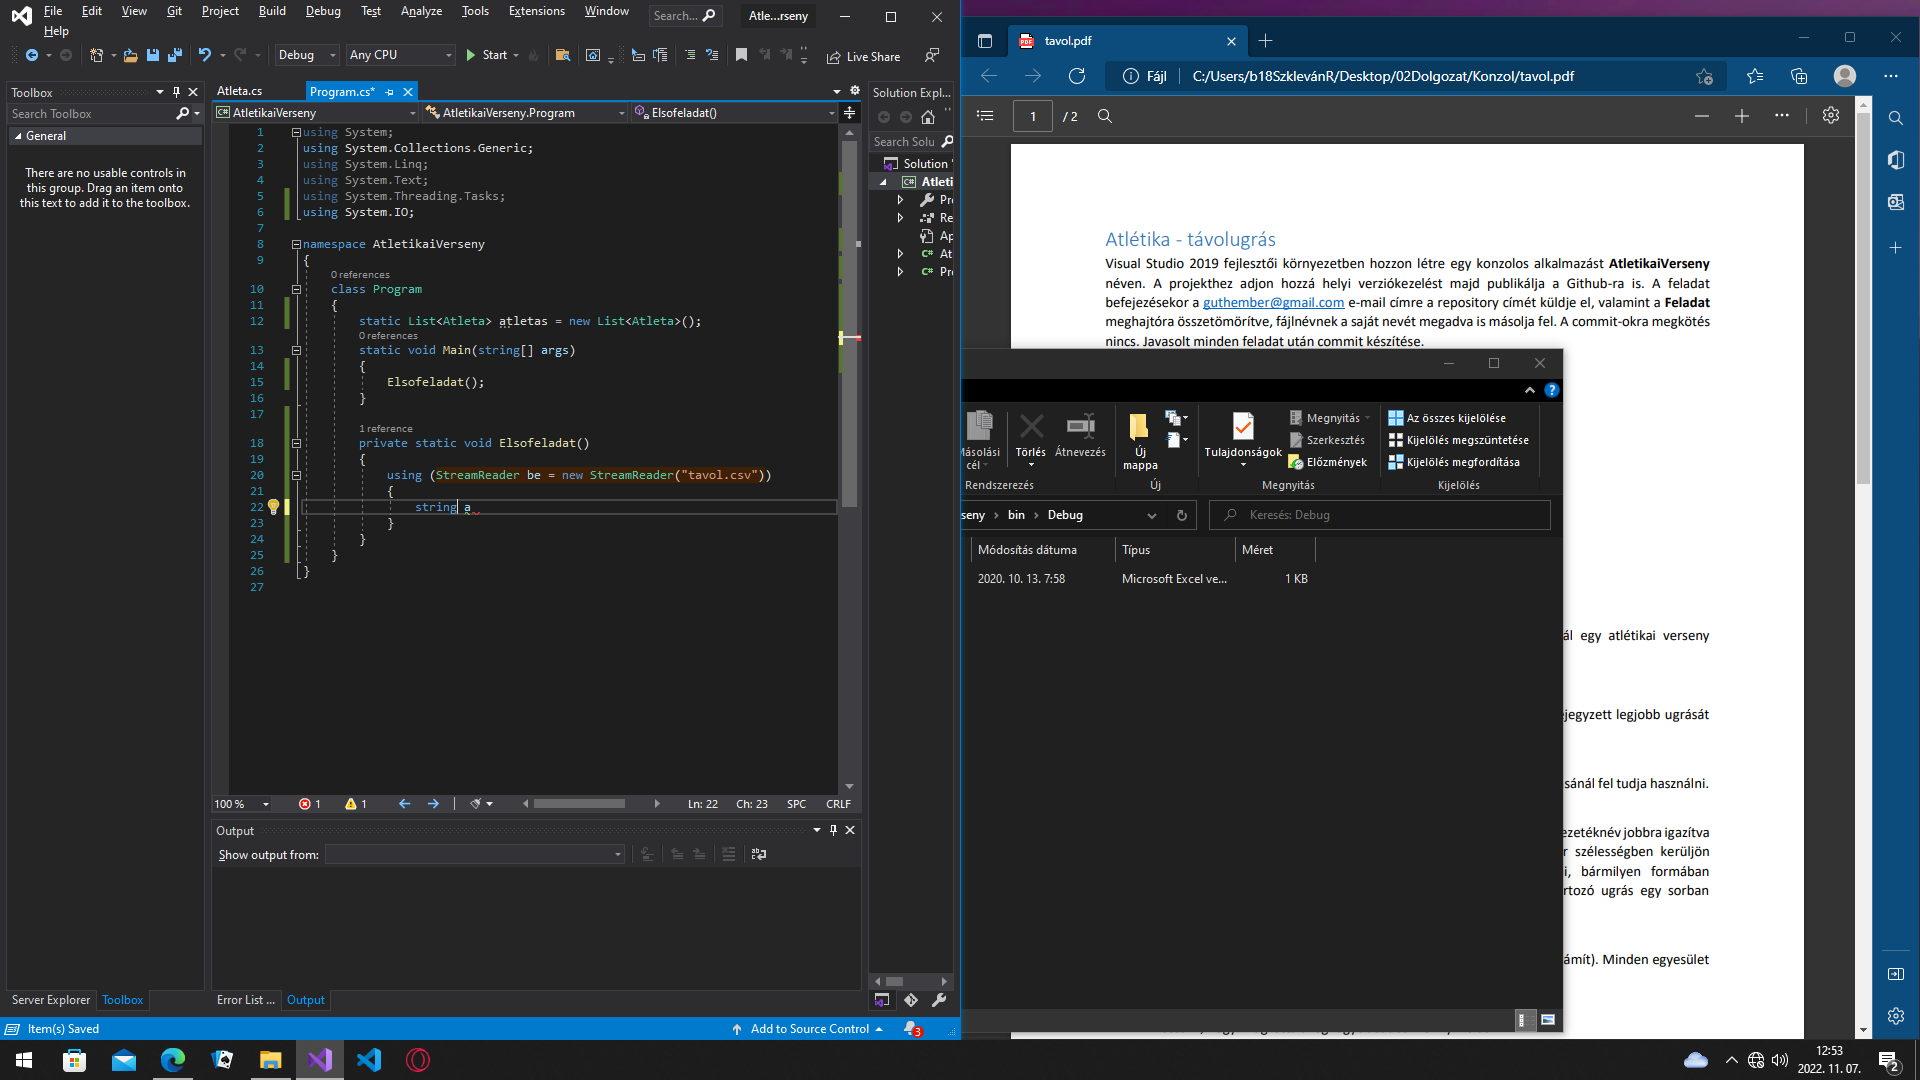 File Edit View Git Project Build Debug Test Analyze Tools Extensions Window
Help
Search...
Atle...rseny
Debug
Any CPU
Start
Live Share
Toolbox
Search Toolbox
General
There are no usable controls in
this group. Drag an item onto
this text to add it to the toolbox.
Server Explorer Toolbox
Atleta.cs
Program.cs*
AtletikaiVerseny
AtletikaiVerseny.Program
Elsofeladat()
1 using System;
2 using System.Collections.Generic;
3 using System.Linq;
4 using System.Text;
5 using System.Threading.Tasks;
6 using System.IO;
7
8 namespace AtletikaiVerseny
9 {
0 references
10 class Program
11 {
12 static List<Atleta> atletas = new List<Atleta>();
0 references
13 static void Main(string[] args)
14 {
15 Elsofeladat();
16 }
17
1 reference
18 private static void Elsofeladat()
19 {
20 using (StreamReader be = new StreamReader("tavol.csv"))
21 {
22 string a
23 }
24 }
25 }
26 }
27
100 %
1
1
Ln: 22 Ch: 23 SPC CRLF
Output
Show output from:
Error List ... Output
Solution Expl...
Search Solu
Solution '
Atleti
Pr
Re
Ap
At
Pr
Item(s) Saved
Add to Source Control
3
tavol.pdf
Fájl
C:/Users/b18SzklevánR/Desktop/02Dolgozat/Konzol/tavol.pdf
1 / 2
Atlétika - távolugrás
Visual Studio 2019 fejlesztői környezetben hozzon létre egy konzolos alkalmazást AtletikaiVerseny
néven. A projekthez adjon hozzá helyi verziókezelést majd publikálja a Github-ra is. A feladat
befejezésekor a guthember@gmail.com e-mail címre a repository címét küldje el, valamint a Feladat
meghajtóra összetömörítve, fájlnévnek a saját nevét megadva is másolja fel. A commit-okra megkötés
nincs. Javasolt minden feladat után commit készítése.
Másolási
cél
Törlés
Átnevezés
Rendszerezés
Új
mappa
Új
Tulajdonságok
Megnyitás
Szerkesztés
Előzmények
Megnyitás
Az összes kijelölése
Kijelölés megszüntetése
Kijelölés megfordítása
Kijelölés
seny
bin
Debug
Keresés: Debug
Módosítás dátuma
Típus
Méret
2020. 10. 13. 7:58
Microsoft Excel ve...
1 KB
ál egy atlétikai verseny
ejegyzett legjobb ugrását
sánál fel tudja használni.
ezetéknév jobbra igazítva
r szélességben kerüljön
i, bármilyen formában
rtozó ugrás egy sorban
ámít). Minden egyesület
12:53
2022. 11. 07.
2